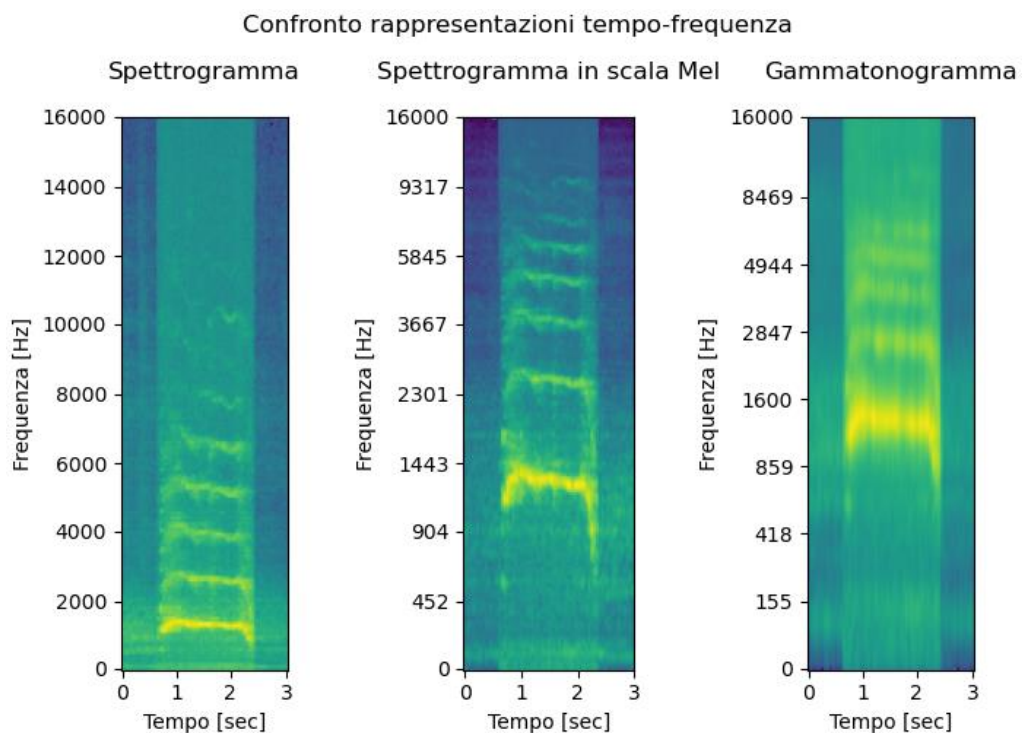 Confronto rappresentazioni tempo-frequenza
Spettrogramma
16000
14000
12000
10000
8000
6000
4000
2000
0
Frequenza [Hz]
0 1 2 3
Tempo [sec]
Spettrogramma in scala Mel
16000
9317
5845
3667
2301
1443
904
452
0
Frequenza [Hz]
0 1 2 3
Tempo [sec]
Gammatonogramma
16000
8469
4944
2847
1600
859
418
155
0
Frequenza [Hz]
0 1 2 3
Tempo [sec]